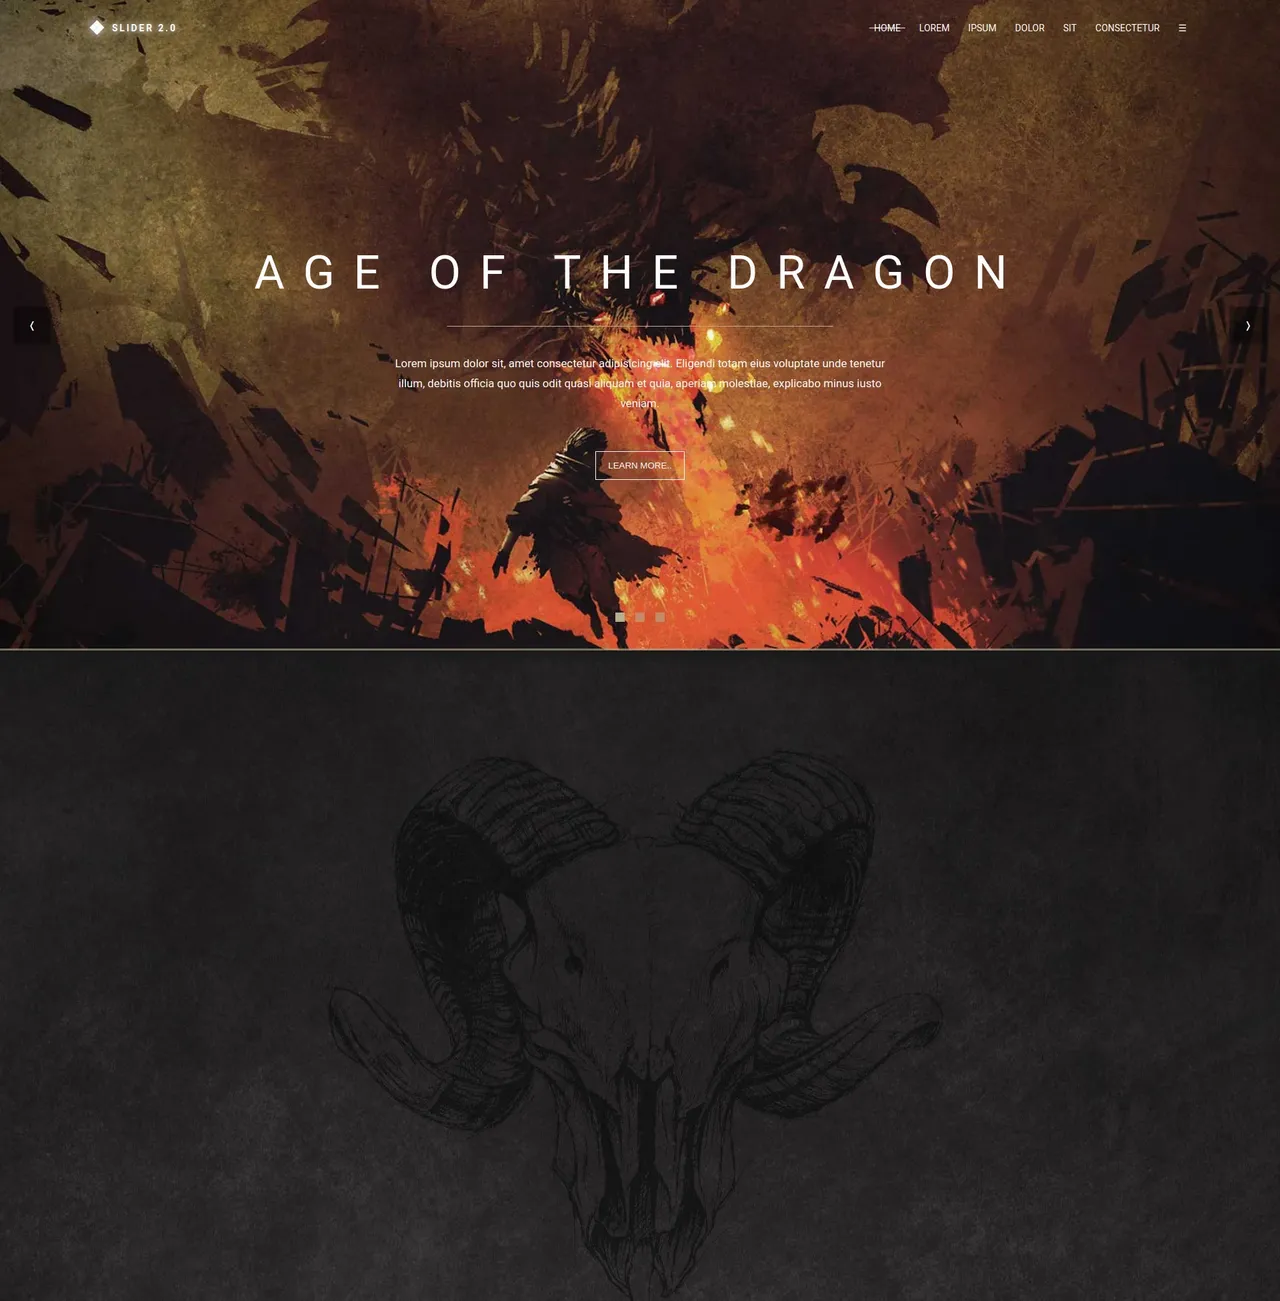 SLIDER 2.0
HOME LOREM IPSUM DOLOR SIT CONSECTETUR
AGE OF THE DRAGON
Lorem ipsum dolor sit, amet consectetur adipisicing elit. Eligendi totam eius voluptate unde tenetur
illum, debitis officia quo quis odit quasi aliquam et quia, aperiam molestiae, explicabo minus iusto
veniam.
LEARN MORE..